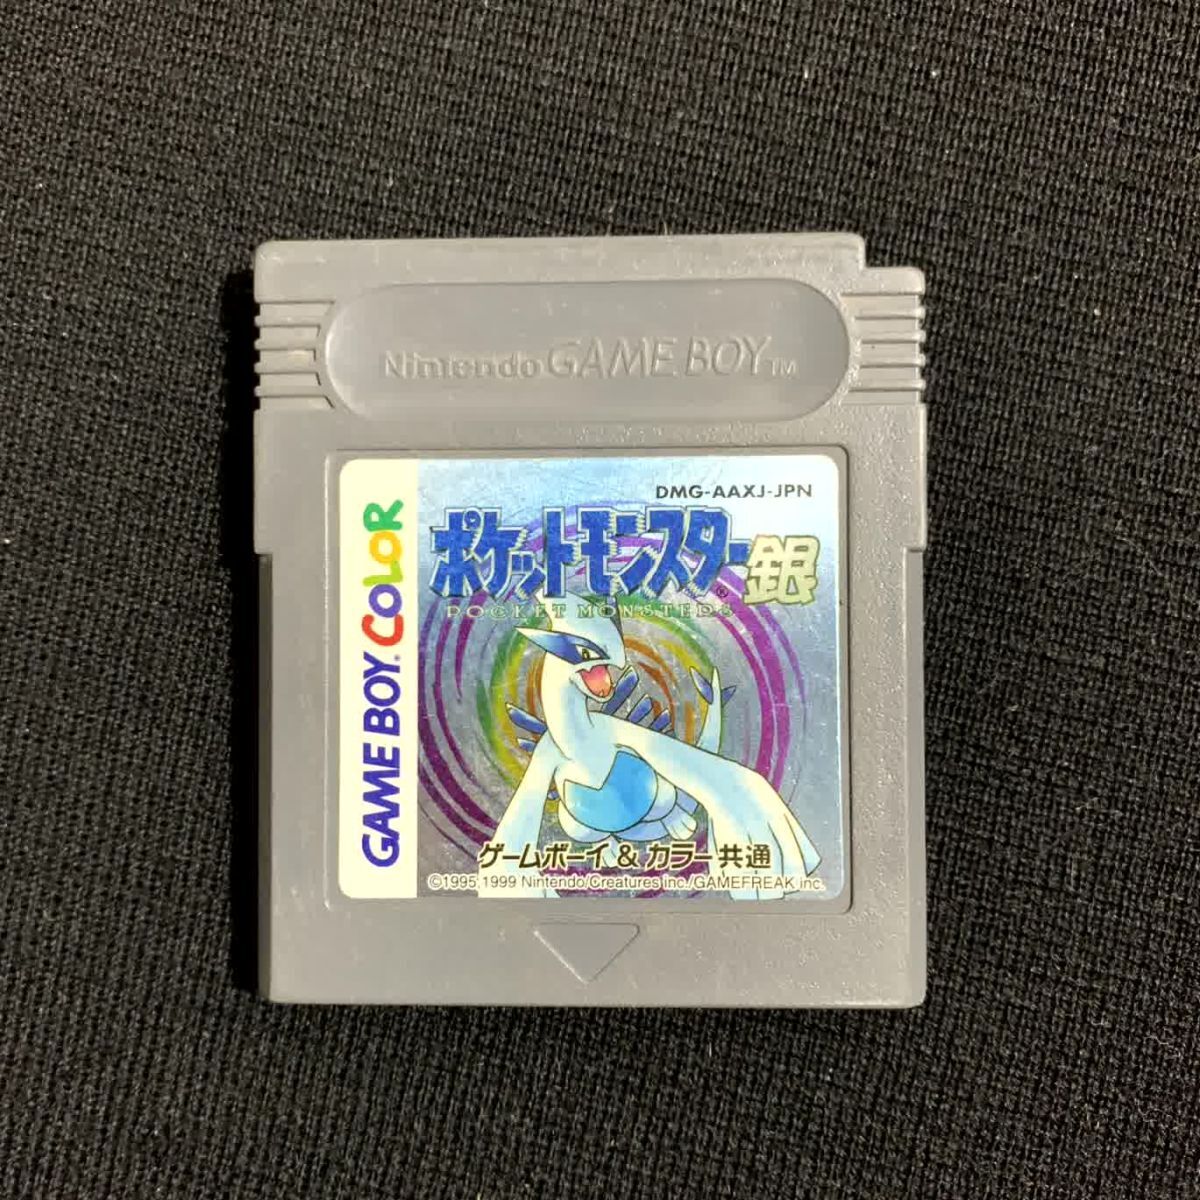 Nintendo GAME BOY™
DMG-AAXJ-JPN
ポケットモンスター銀
®
POCKET MONSTERS
GAME BOY COLOR
ゲームボーイ & カラー共通
©1995,1999 Nintendo/Creatures inc./GAMEFREAK inc.